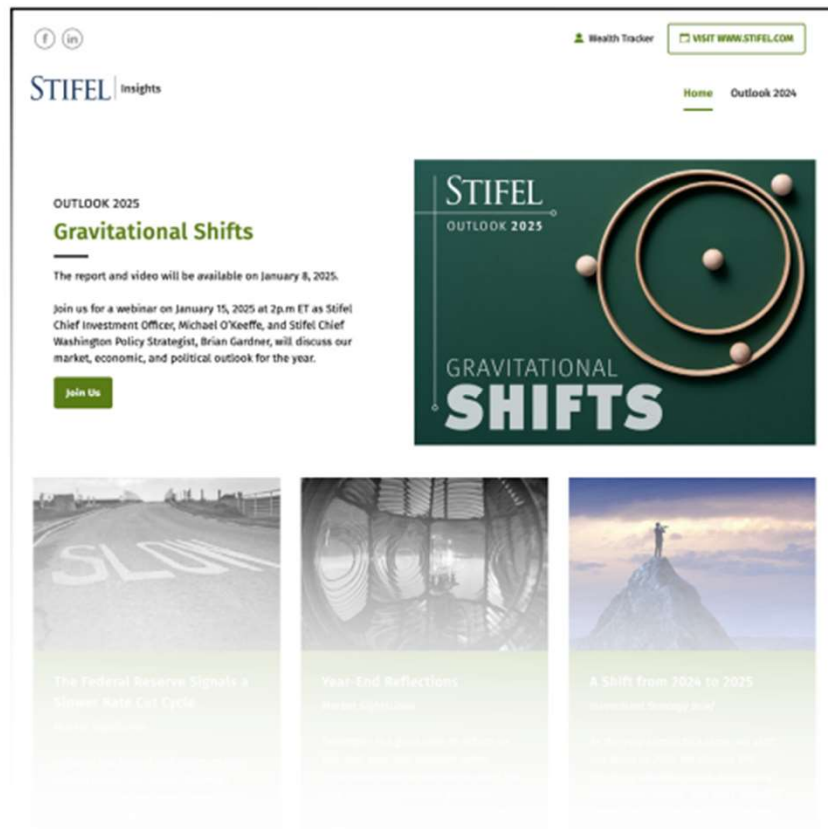 f in
Wealth Tracker
VISIT WWW.STIFEL.COM
STIFEL Insights
Home Outlook 2024
OUTLOOK 2025
Gravitational Shifts
The report and video will be available on January 8, 2025.
Join us for a webinar on January 15, 2025 at 2p.m ET as Stifel
Chief Investment Officer, Michael O'Keeffe, and Stifel Chief
Washington Policy Strategist, Brian Gardner, will discuss our
market, economic, and political outlook for the year.
Join Us
STIFEL
OUTLOOK 2025
GRAVITATIONAL
SHIFTS
SLOW
The Federal Reserve Signals a
Slower Rate Cut Cycle
Year-End Reflections
A Shift from 2024 to 2025